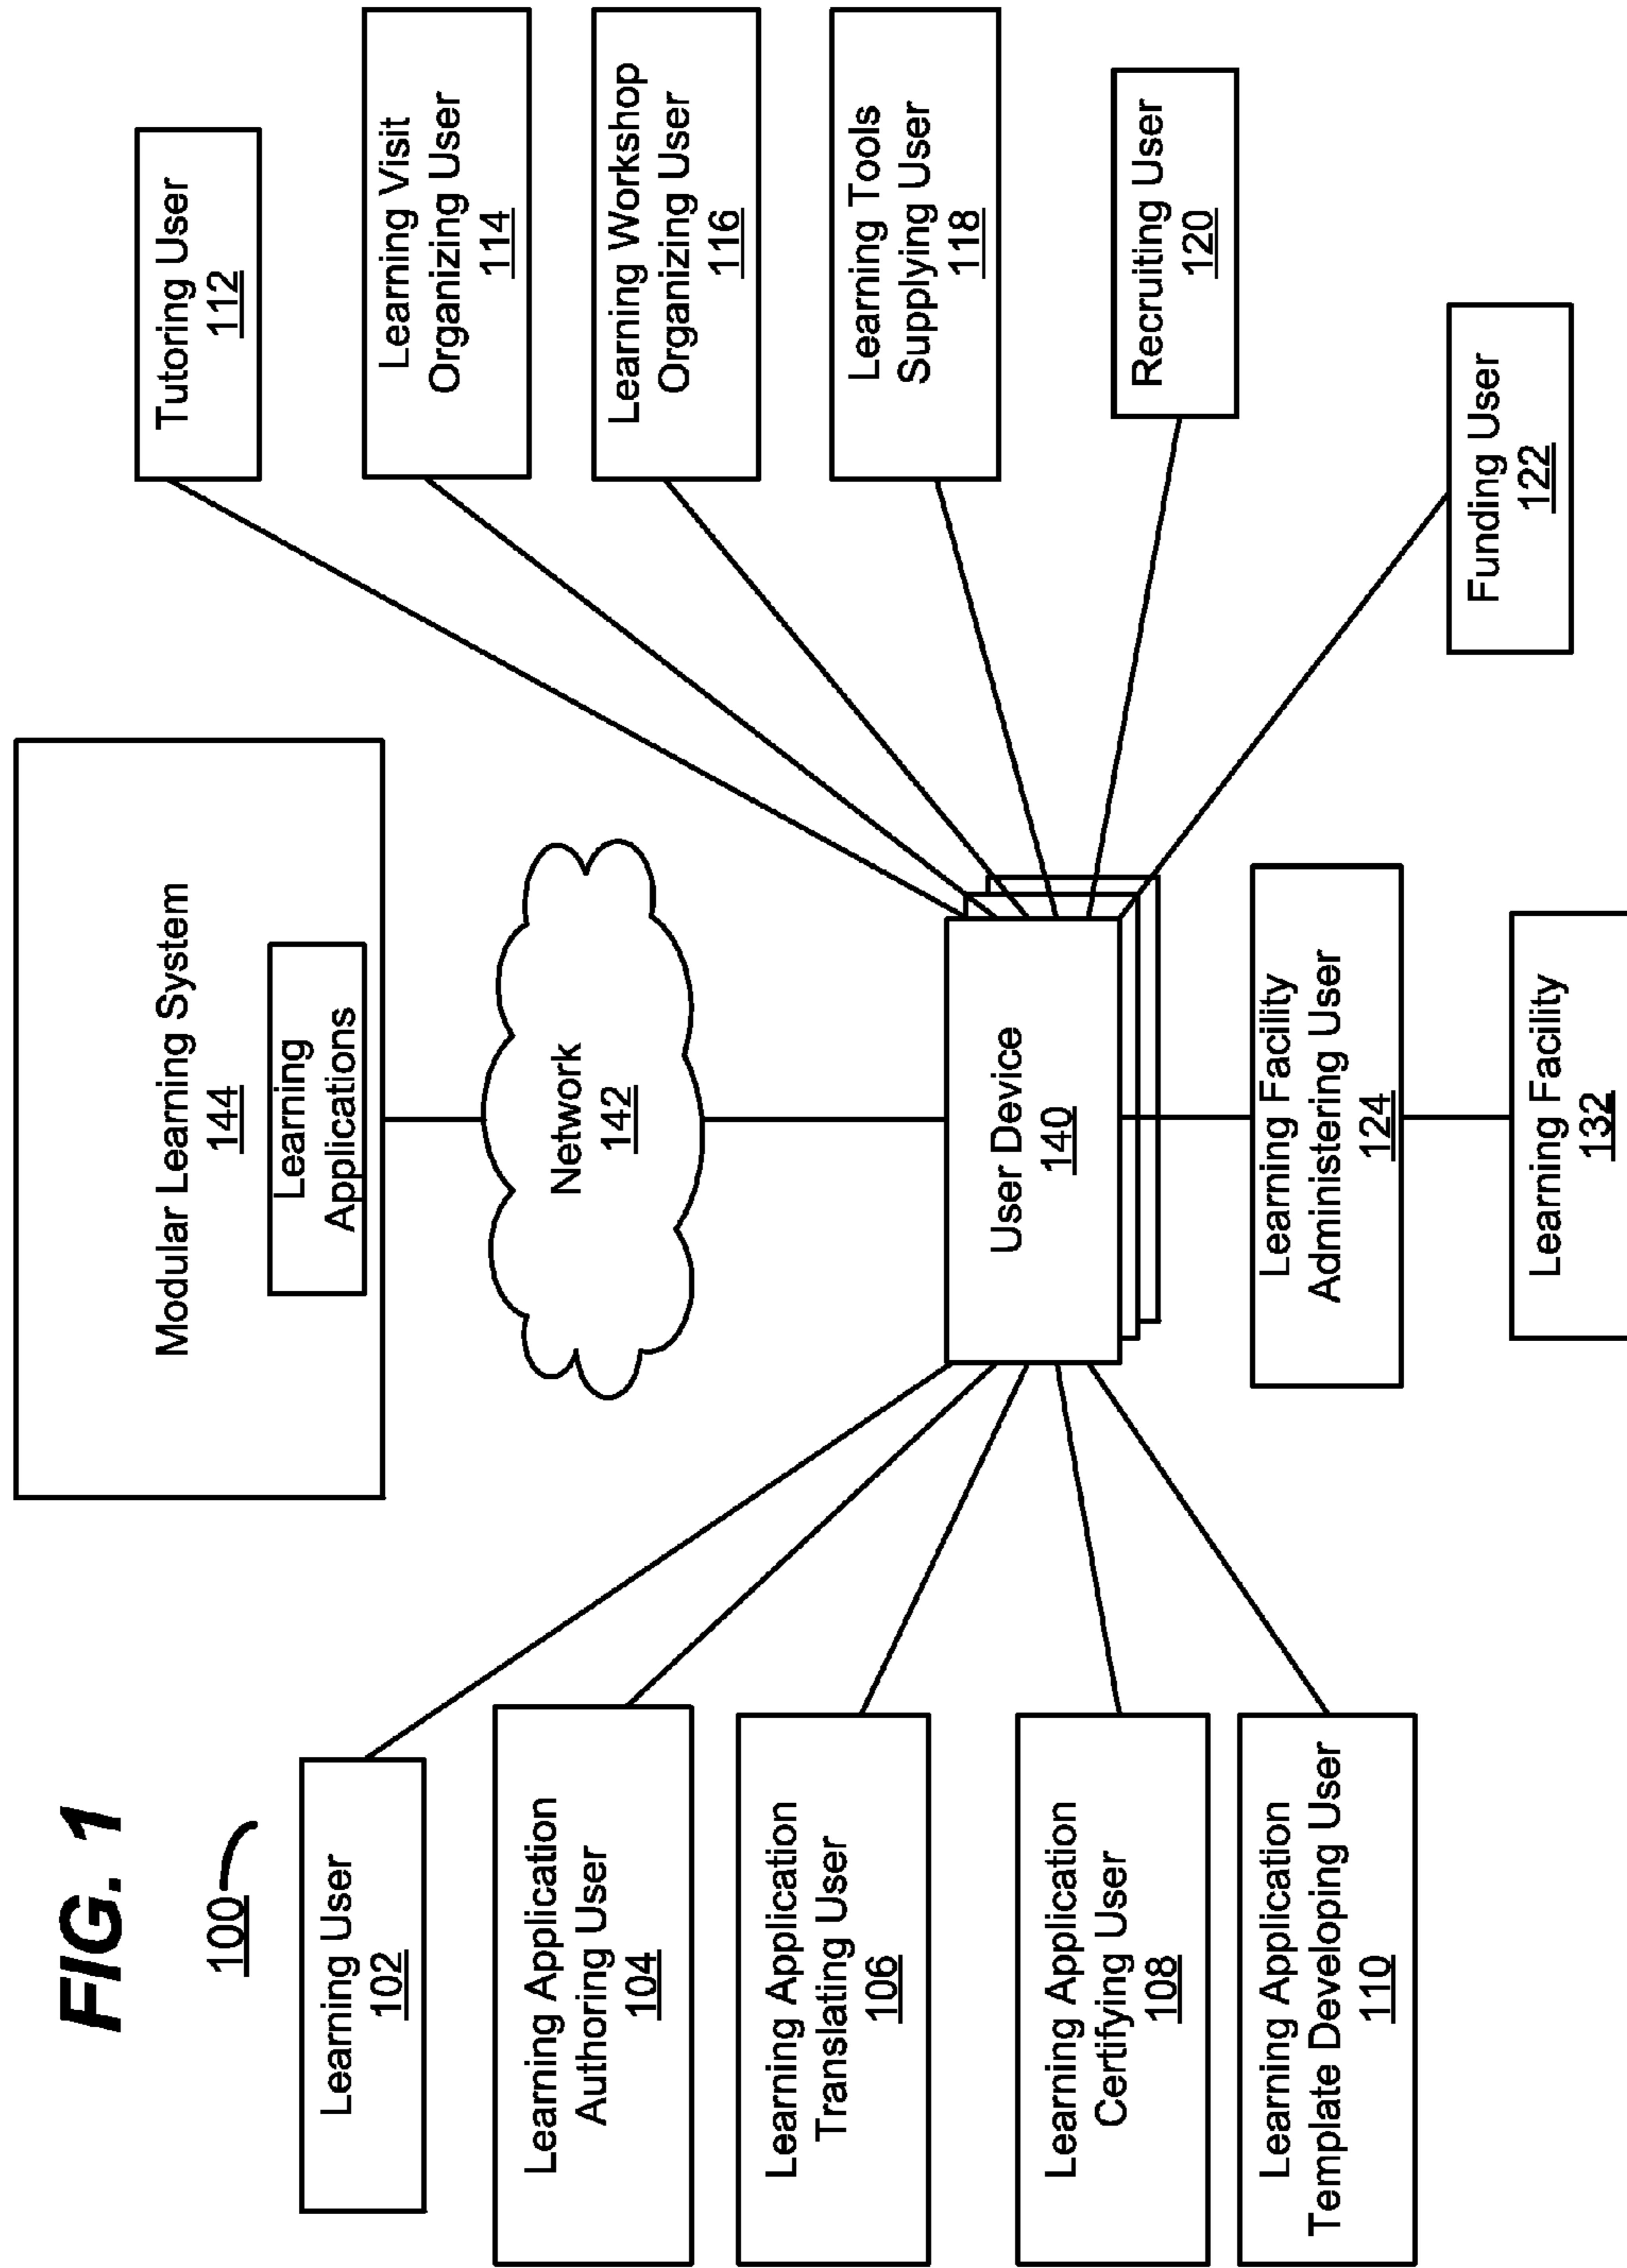 FIG. 1
100
Modular Learning System
144
Learning
Applications
Network
142
User Device
140
Learning User
102
Learning Application
Authoring User
104
Learning Application
Translating User
106
Learning Application
Certifying User
108
Learning Application
Template Developing User
110
Tutoring User
112
Learning Visit
Organizing User
114
Learning Workshop
Organizing User
116
Learning Tools
Supplying User
118
Recruiting User
120
Funding User
122
Learning Facility
Administering User
124
Learning Facility
132